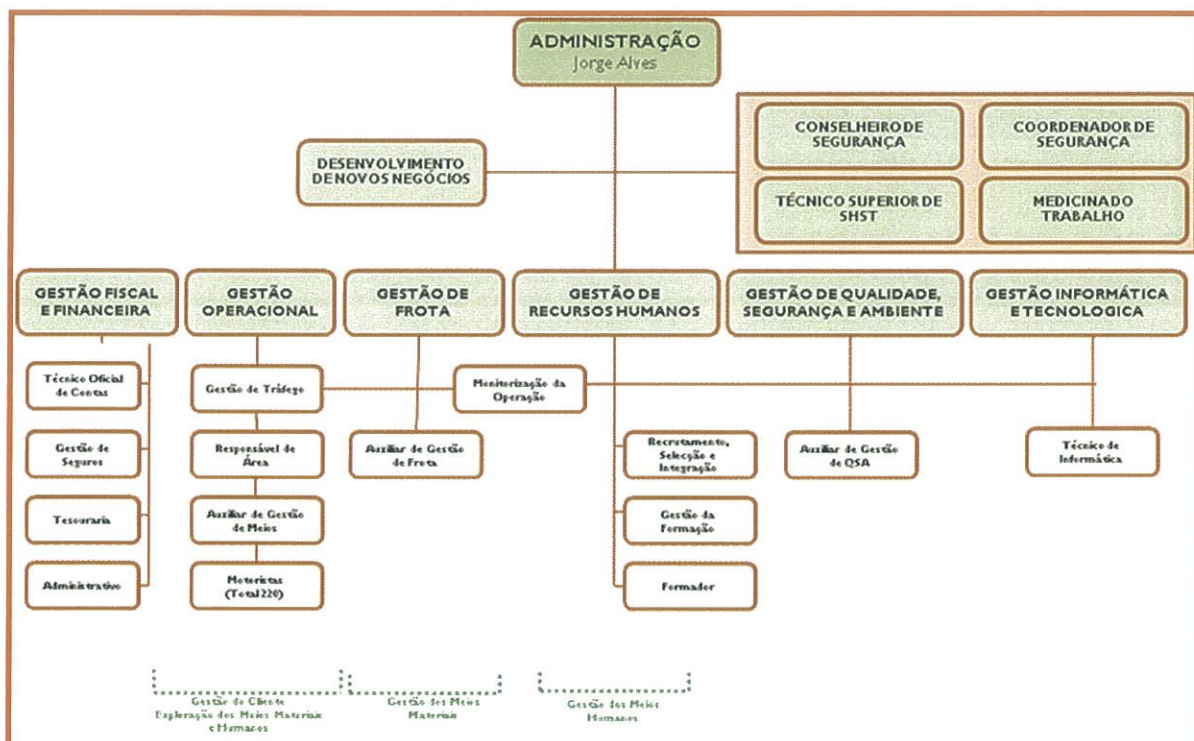 ADMINISTRAÇÃO
Jorge Alves
CONSELHEIRO DE
SEGURANÇA
COORDENADOR DE
SEGURANÇA
DESENVOLVIMENTO
DE NOVOS NEGÓCIOS
TÉCNICO SUPERIOR DE
SHST
MEDICINA DO
TRABALHO
GESTÃO FISCAL
E FINANCEIRA
GESTÃO
OPERACIONAL
GESTÃO DE
FROTA
GESTÃO DE
RECURSOS HUMANOS
GESTÃO DE QUALIDADE,
SEGURANÇA E AMBIENTE
GESTÃO INFORMÁTICA
E TECNOLOGICA
Técnico Oficial
de Contas
Gestão de Tráfego
Monitorização da
Operação
Gestão de
Seguros
Responsável de
Área
Auxiliar de Gestão
de Frota
Recrutamento,
Selecção e
Integração
Auxiliar de Gestão
de QSA
Técnico de
Informática
Tesouraria
Auxiliar de Gestão
de Meios
Gestão da
Formação
Administrativo
Motoristas
(Total 220)
Formador
Gestão do Cliente
Exploração dos Meios Materiais
e Humanos
Gestão dos Meios
Materiais
Gestão dos Meios
Humanos